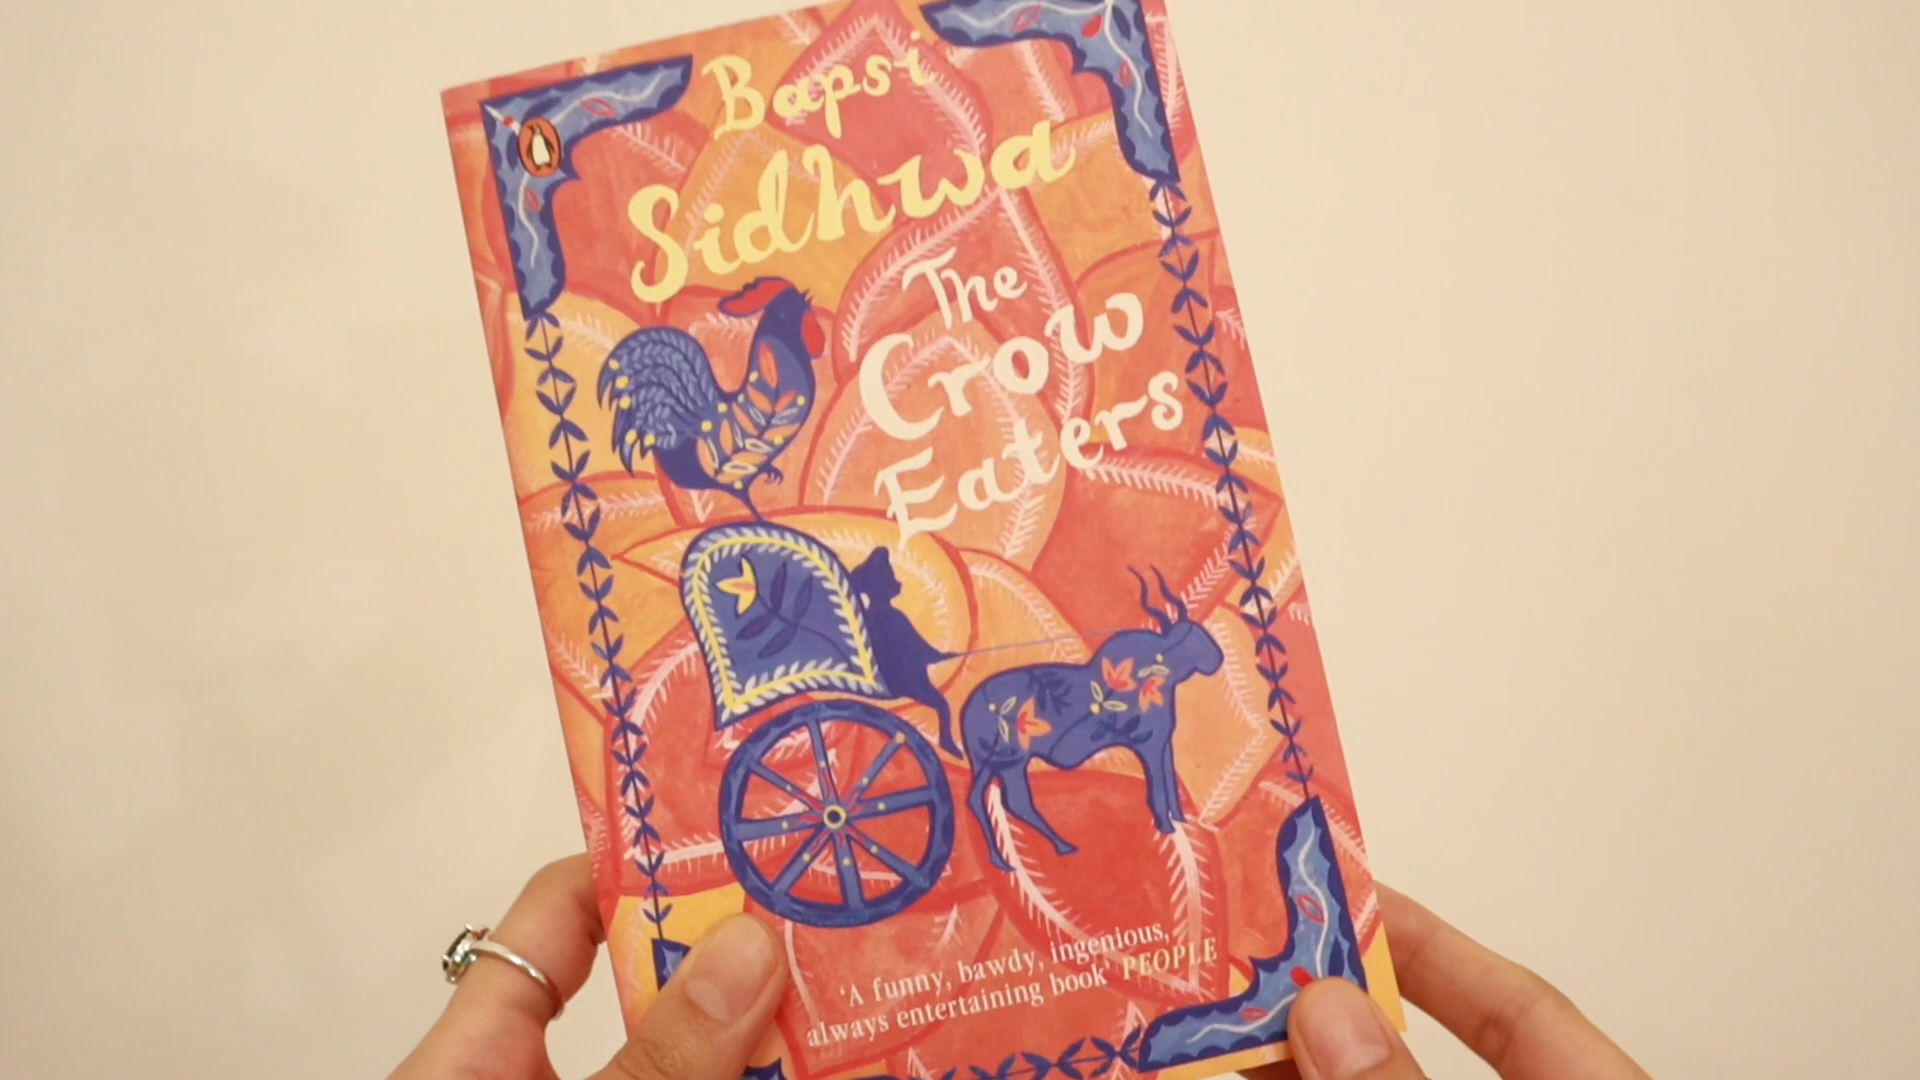 Bapsi
Sidhwa
The
Crow
Eaters
‘A funny, bawdy, ingenious,
always entertaining book’ PEOPLE